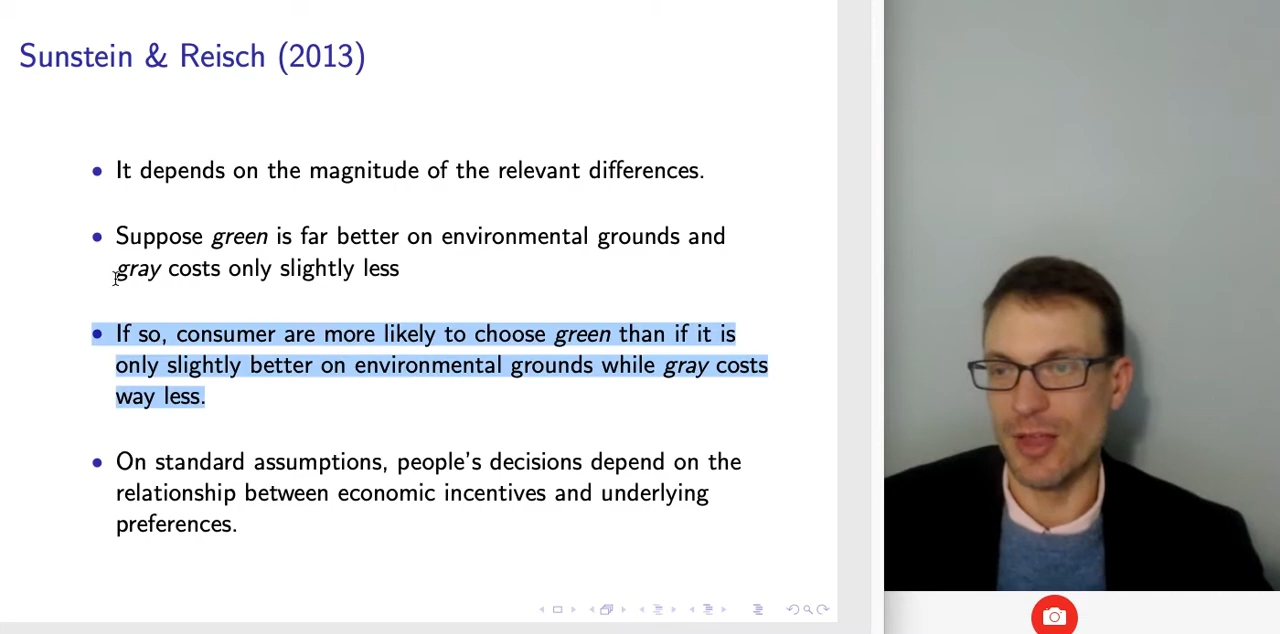 Sunstein & Reisch (2013)
• It depends on the magnitude of the relevant differences.
• Suppose green is far better on environmental grounds and
gray costs only slightly less
• If so, consumer are more likely to choose green than if it is
only slightly better on environmental grounds while gray costs
way less.
• On standard assumptions, people's decisions depend on the
relationship between economic incentives and underlying
preferences.